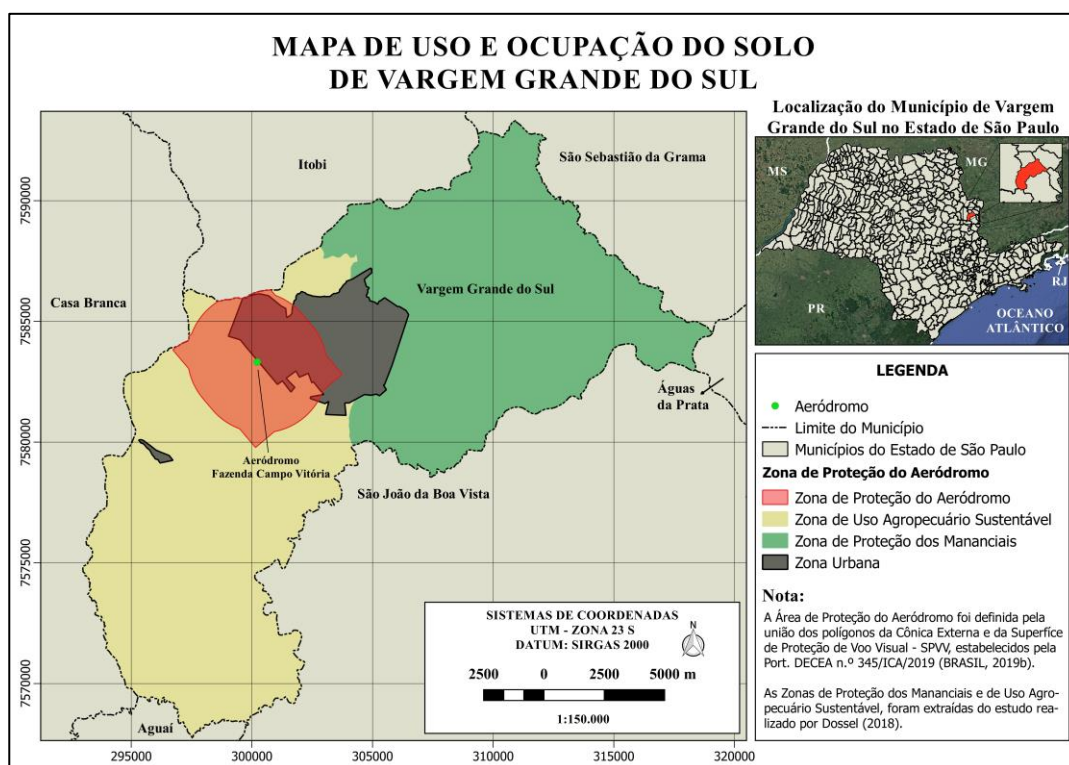 MAPA DE USO E OCUPAÇÃO DO SOLO
DE VARGEM GRANDE DO SUL
Itobi
São Sebastião da Grama
Casa Branca
Vargem Grande do Sul
Águas
da Prata
Aeródromo
Fazenda Campo Vitória
São João da Boa Vista
Aguaí
7590000
7585000
7580000
7575000
7570000
295000
300000
305000
310000
315000
320000
SISTEMAS DE COORDENADAS
UTM - ZONA 23 S
DATUM: SIRGAS 2000
N
2500 0 2500 5000 m
1:150.000
Localização do Município de Vargem
Grande do Sul no Estado de São Paulo
MS
MG
RJ
PR
OCEANO
ATLÂNTICO
LEGENDA
Aeródromo
Limite do Município
Municípios do Estado de São Paulo
Zona de Proteção do Aeródromo
Zona de Proteção do Aeródromo
Zona de Uso Agropecuário Sustentável
Zona de Proteção dos Mananciais
Zona Urbana
Nota:
A Área de Proteção do Aeródromo foi definida pela
união dos polígonos da Cônica Externa e da Superfíce
de Proteção de Voo Visual - SPVV, estabelecidos pela
Port. DECEA n.º 345/ICA/2019 (BRASIL, 2019b).
As Zonas de Proteção dos Mananciais e de Uso Agro-
pecuário Sustentável, foram extraídas do estudo rea-
lizado por Dossel (2018).